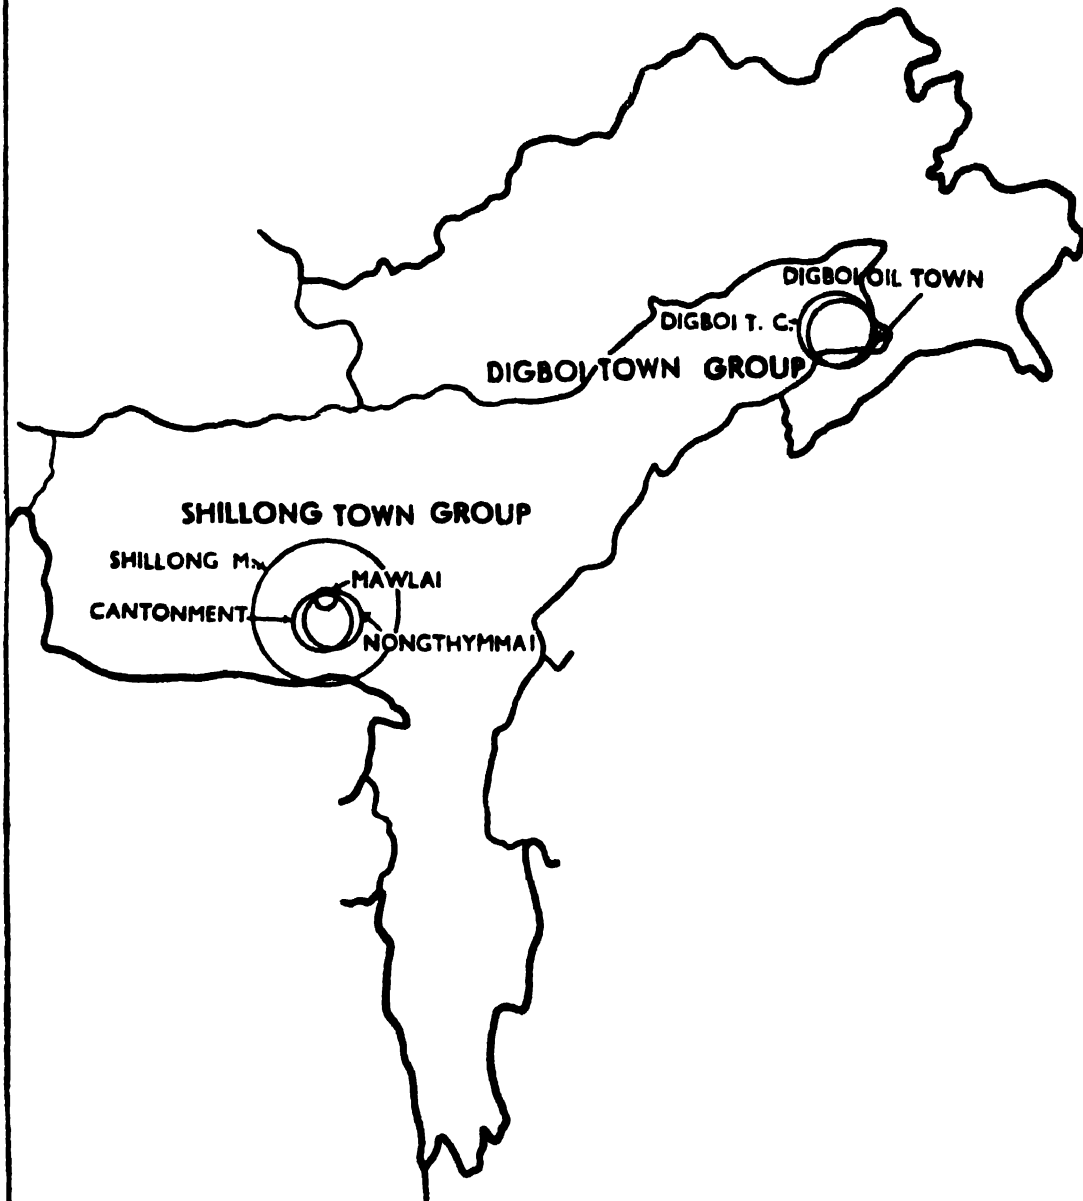 DIGBOI OIL TOWN
DIGBOI T. C.
DIGBOI TOWN GROUP
SHILLONG TOWN GROUP
SHILLONG M.
MAWLAI
CANTONMENT
NONGTHYMMAI